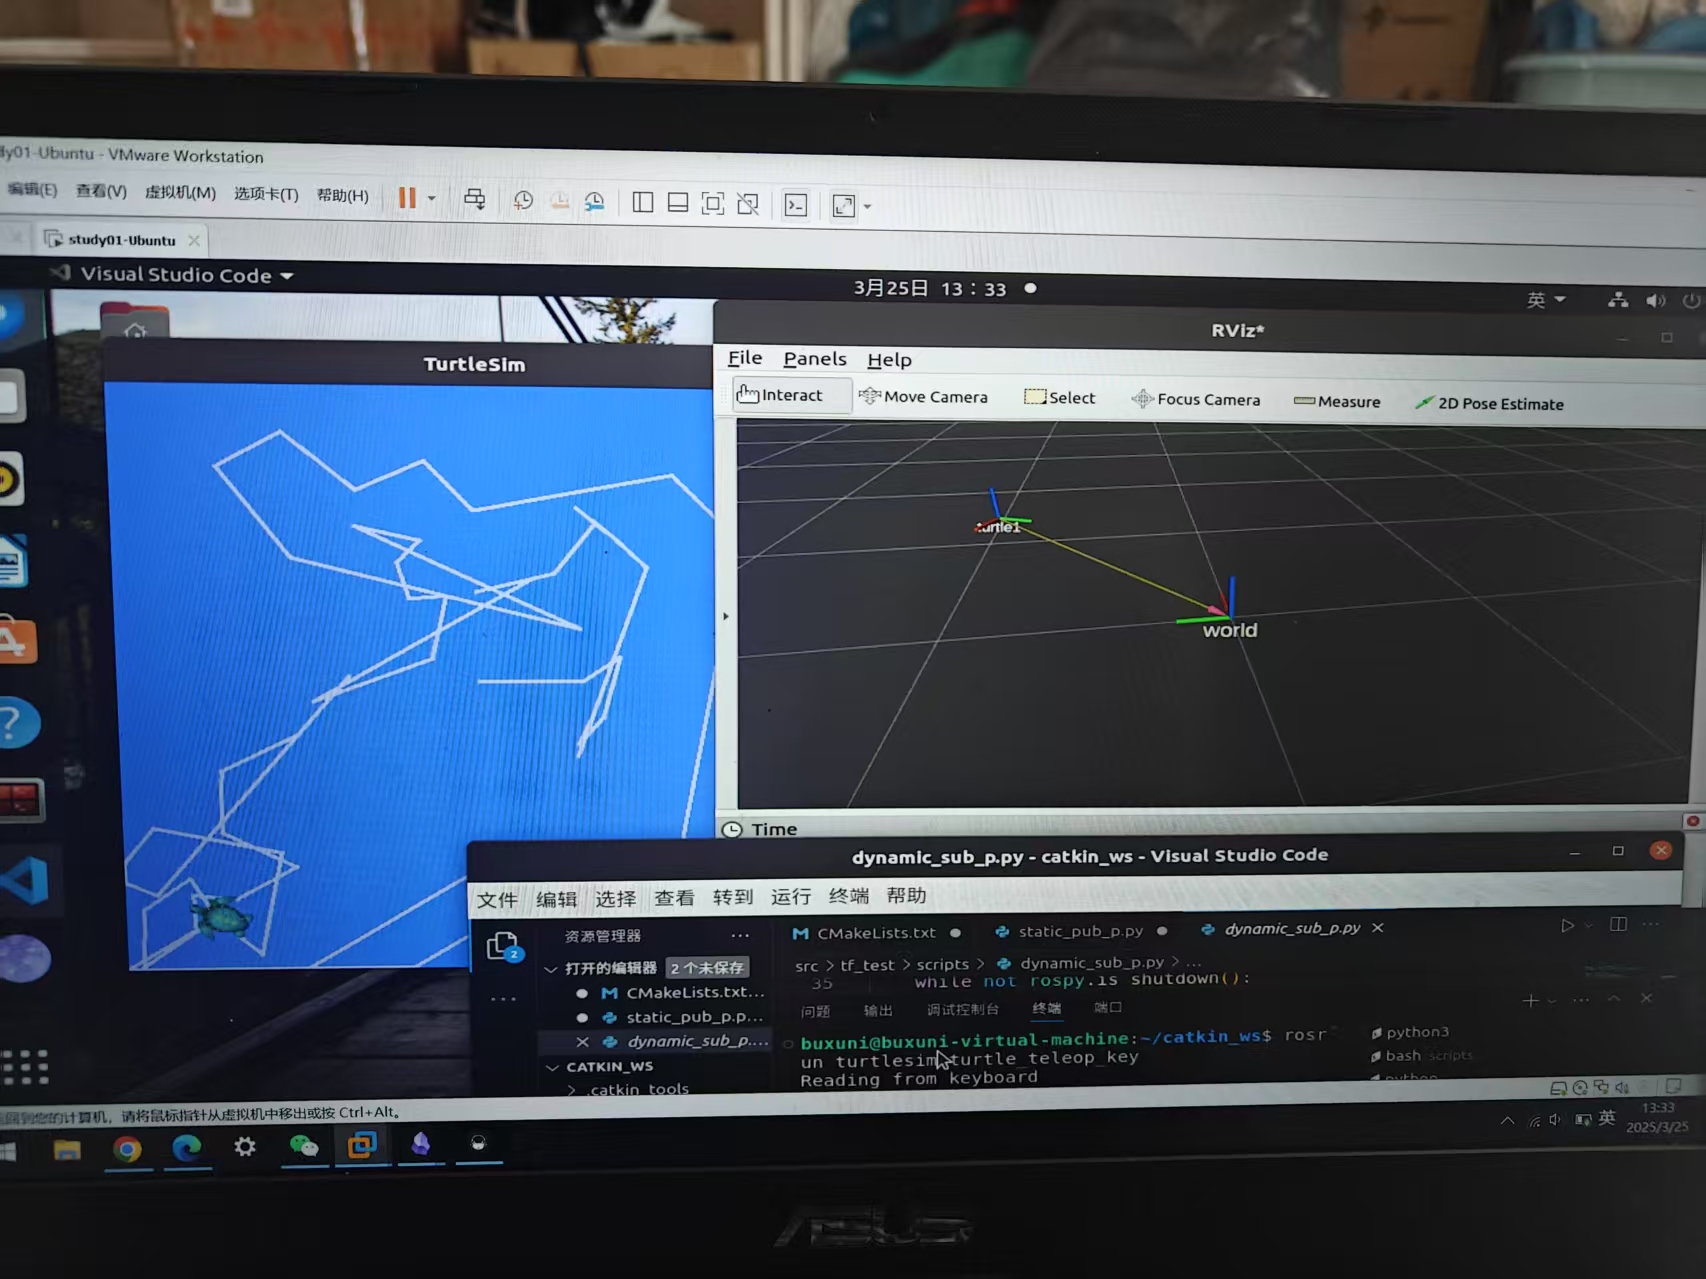 dy01-Ubuntu - VMware Workstation
编辑(E) 查看(V) 虚拟机(M) 选项卡(T) 帮助(H)
study01-Ubuntu
Visual Studio Code
3月25日 13：33
英
TurtleSim
RViz*
File Panels Help
Interact Move Camera Select Focus Camera Measure 2D Pose Estimate
turtle1
world
Time
dynamic_sub_p.py - catkin_ws - Visual Studio Code
文件 编辑 选择 查看 转到 运行 终端 帮助
资源管理器 ···
打开的编辑器 2 个未保存
CMakeLists.txt...
static_pub_p.p...
dynamic_sub_p....
CATKIN_WS
.catkin_tools
2
CMakeLists.txt
static_pub_p.py
dynamic_sub_p.py
src > tf_test > scripts > dynamic_sub_p.py > ...
35 while not rospy.is_shutdown():
问题 输出 调试控制台 终端 端口
buxuni@buxuni-virtual-machine:~/catkin_ws$ rosr
un turtlesim turtle_teleop_key
Reading from keyboard
python3
bash scripts
python
回到您的计算机，请将鼠标指针从虚拟机中移出或按 Ctrl+Alt。
英
13:33
2025/3/25
ASUS